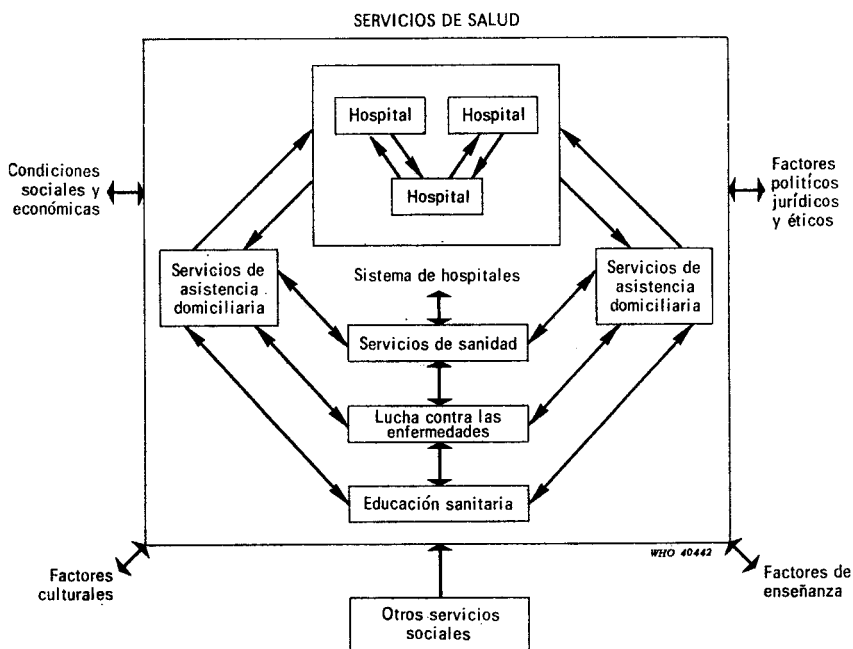 SERVICIOS DE SALUD
Hospital
Hospital
Hospital
Condiciones
sociales y
económicas
Factores
politícos
jurídicos
y éticos
Servicios de
asistencia
domiciliaria
Sistema de hospitales
Servicios de
asistencia
domiciliaria
Servicios de sanidad
Lucha contra las
enfermedades
Educación sanitaria
WHO 40442
Factores
culturales
Factores de
enseñanza
Otros servicios
sociales